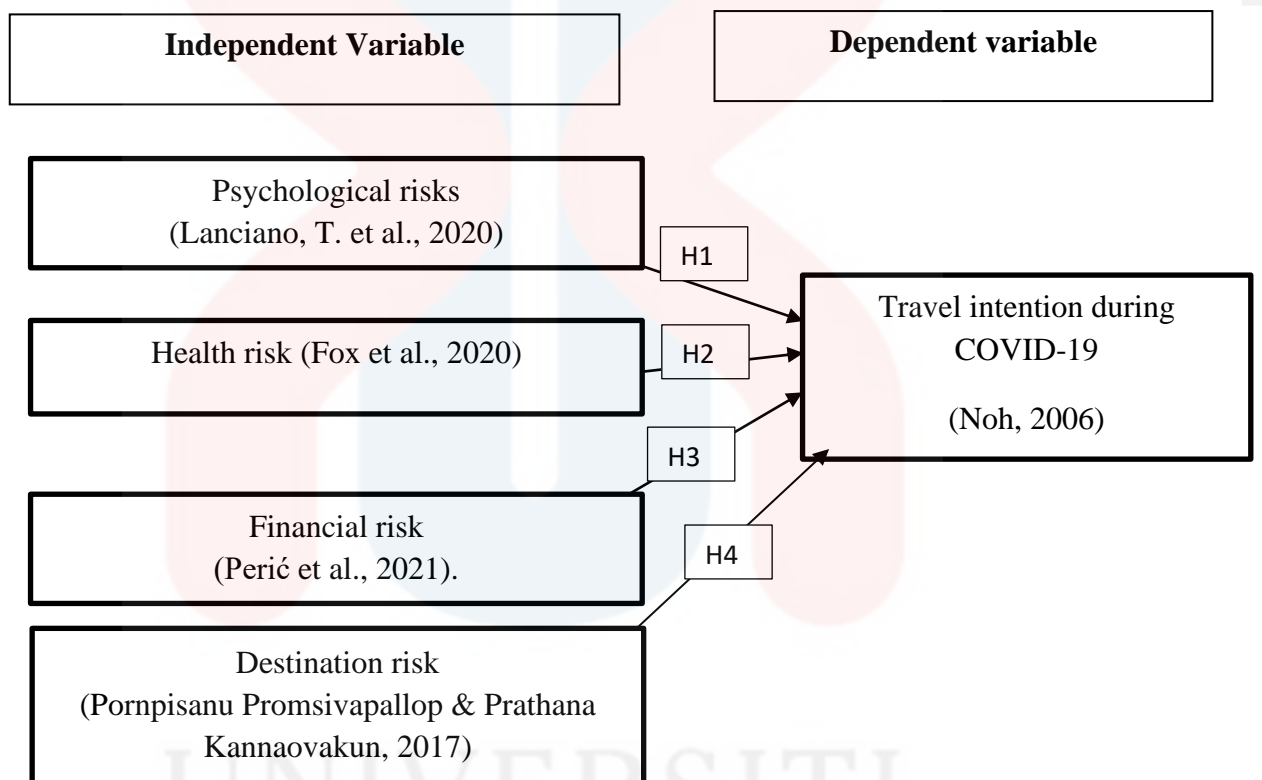 Independent Variable
Dependent variable
Psychological risks
(Lanciano, T. et al., 2020)
H1
Travel intention during
COVID-19
(Noh, 2006)
Health risk (Fox et al., 2020)
H2
H3
Financial risk
(Perić et al., 2021).
H4
Destination risk
(Pornpisanu Promsivapallop & Prathana
Kannaovakun, 2017)
UNIVERSITI